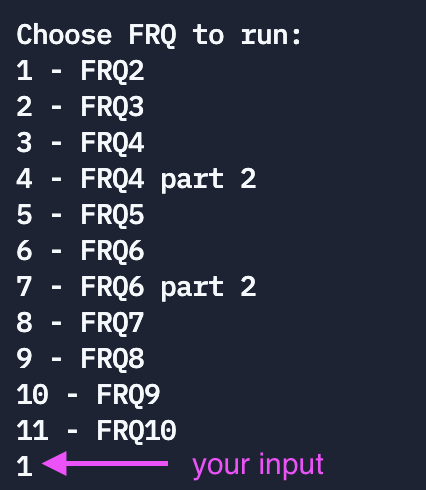 Choose FRQ to run:
1 - FRQ2
2 - FRQ3
3 - FRQ4
4 - FRQ4 part 2
5 - FRQ5
6 - FRQ6
7 - FRQ6 part 2
8 - FRQ7
9 - FRQ8
10 - FRQ9
11 - FRQ10
1 your input